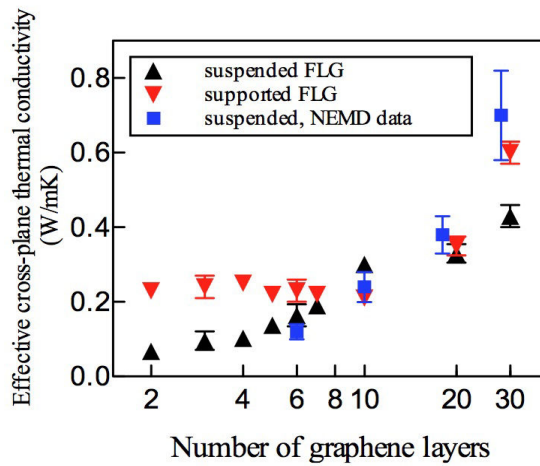 Effective cross-plane thermal conductivity
(W/mK)
0.8
0.6
0.4
0.2
0.0
suspended FLG
supported FLG
suspended, NEMD data
2 4 6 8 10 20 30
Number of graphene layers